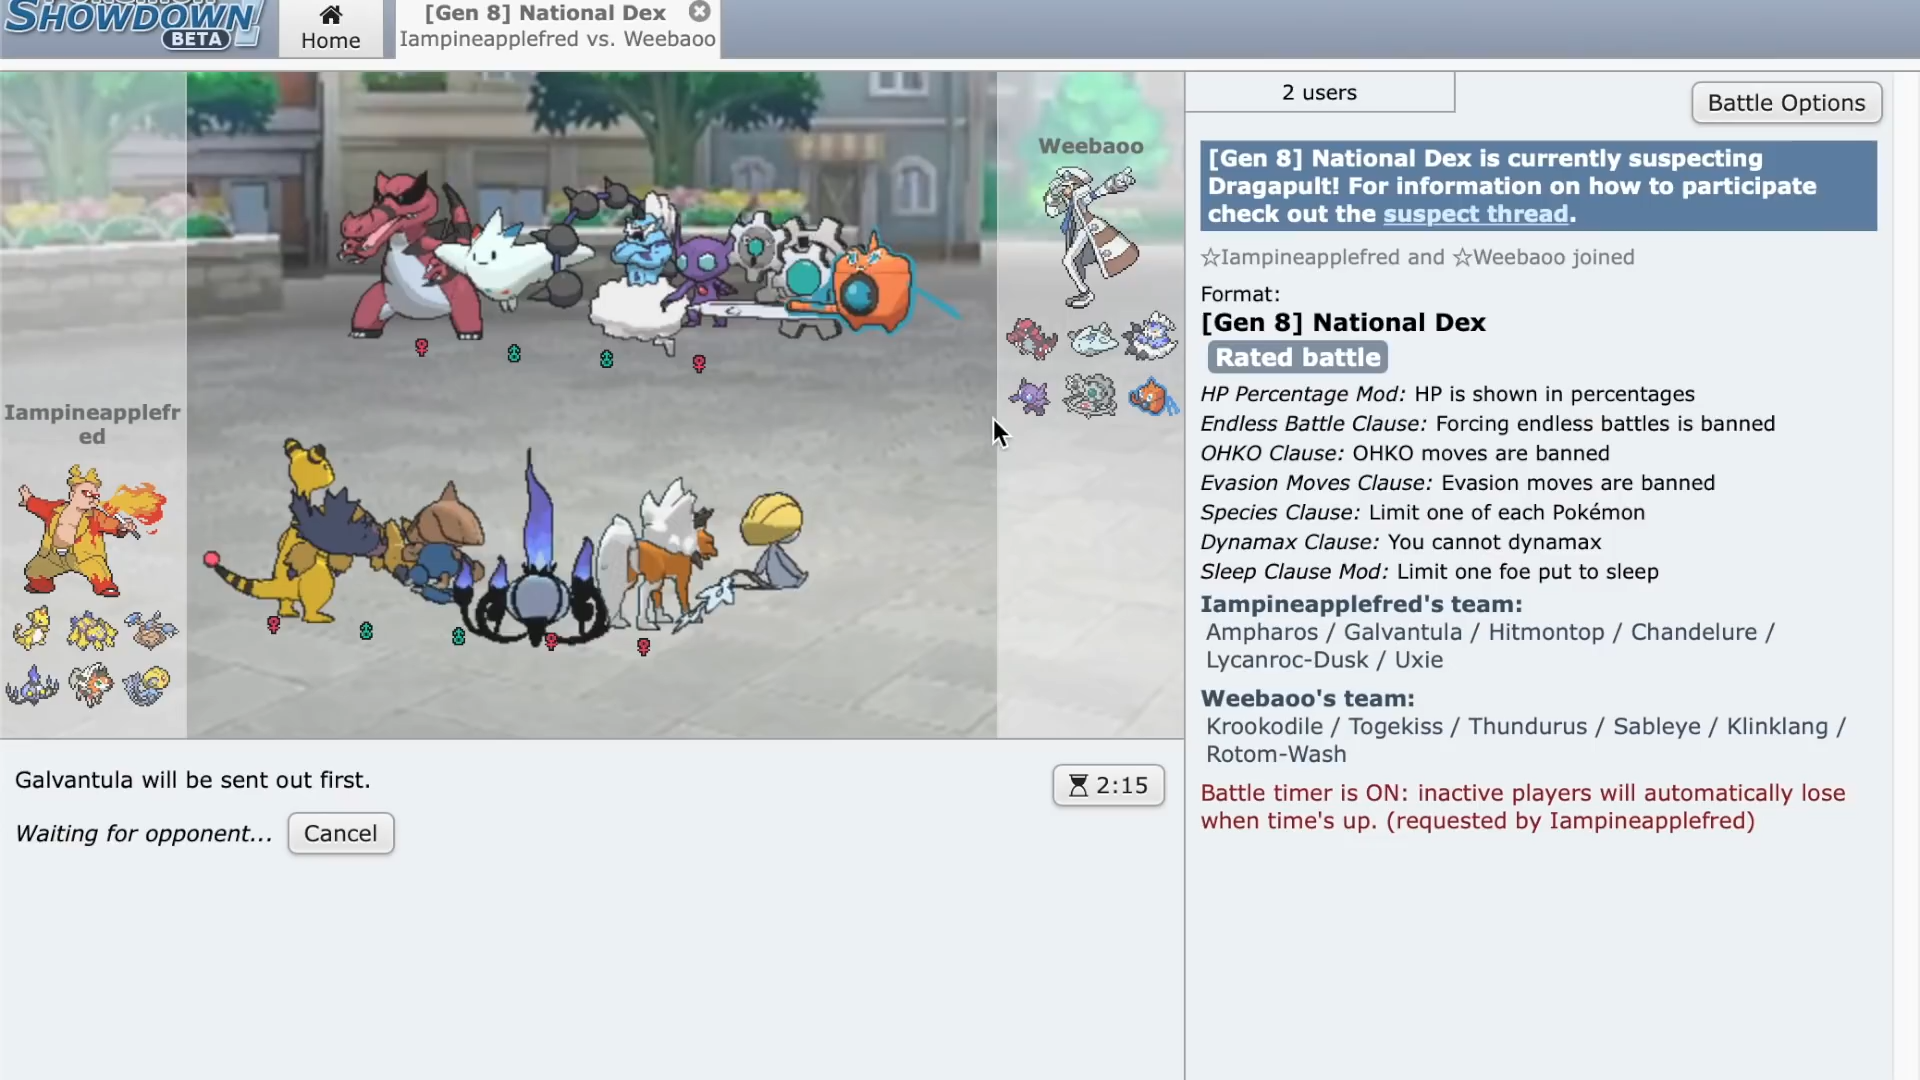 SHOWDOWN
BETA
Home
[Gen 8] National Dex
Iampineapplefred vs. Weebaoo
2 users
Battle Options
Weebaoo
Iampineapplefr
ed
[Gen 8] National Dex is currently suspecting
Dragapult! For information on how to participate
check out the suspect thread.
☆Iampineapplefred and ☆Weebaoo joined
Format:
[Gen 8] National Dex
Rated battle
HP Percentage Mod: HP is shown in percentages
Endless Battle Clause: Forcing endless battles is banned
OHKO Clause: OHKO moves are banned
Evasion Moves Clause: Evasion moves are banned
Species Clause: Limit one of each Pokémon
Dynamax Clause: You cannot dynamax
Sleep Clause Mod: Limit one foe put to sleep
Iampineapplefred's team:
Ampharos / Galvantula / Hitmontop / Chandelure /
Lycanroc-Dusk / Uxie
Weebaoo's team:
Krookodile / Togekiss / Thundurus / Sableye / Klinklang /
Rotom-Wash
Battle timer is ON: inactive players will automatically lose
when time's up. (requested by Iampineapplefred)
Galvantula will be sent out first.
2:15
Waiting for opponent...
Cancel